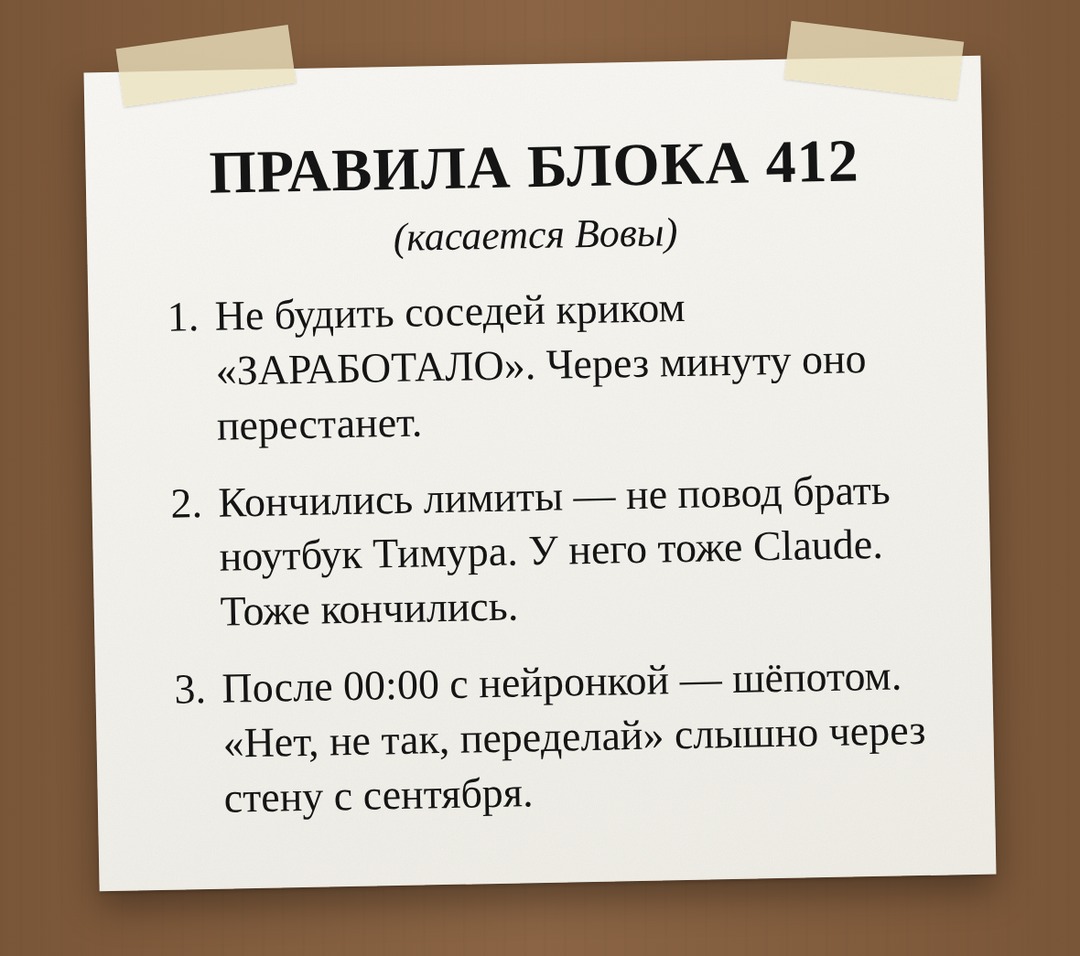 ПРАВИЛА БЛОКА 412
(касается Вовы)
1. Не будить соседей криком
«ЗАРАБОТАЛО». Через минуту оно
перестанет.
2. Кончились лимиты — не повод брать
ноутбук Тимура. У него тоже Claude.
Тоже кончились.
3. После 00:00 с нейронкой — шёпотом.
«Нет, не так, переделай» слышно через
стену с сентября.